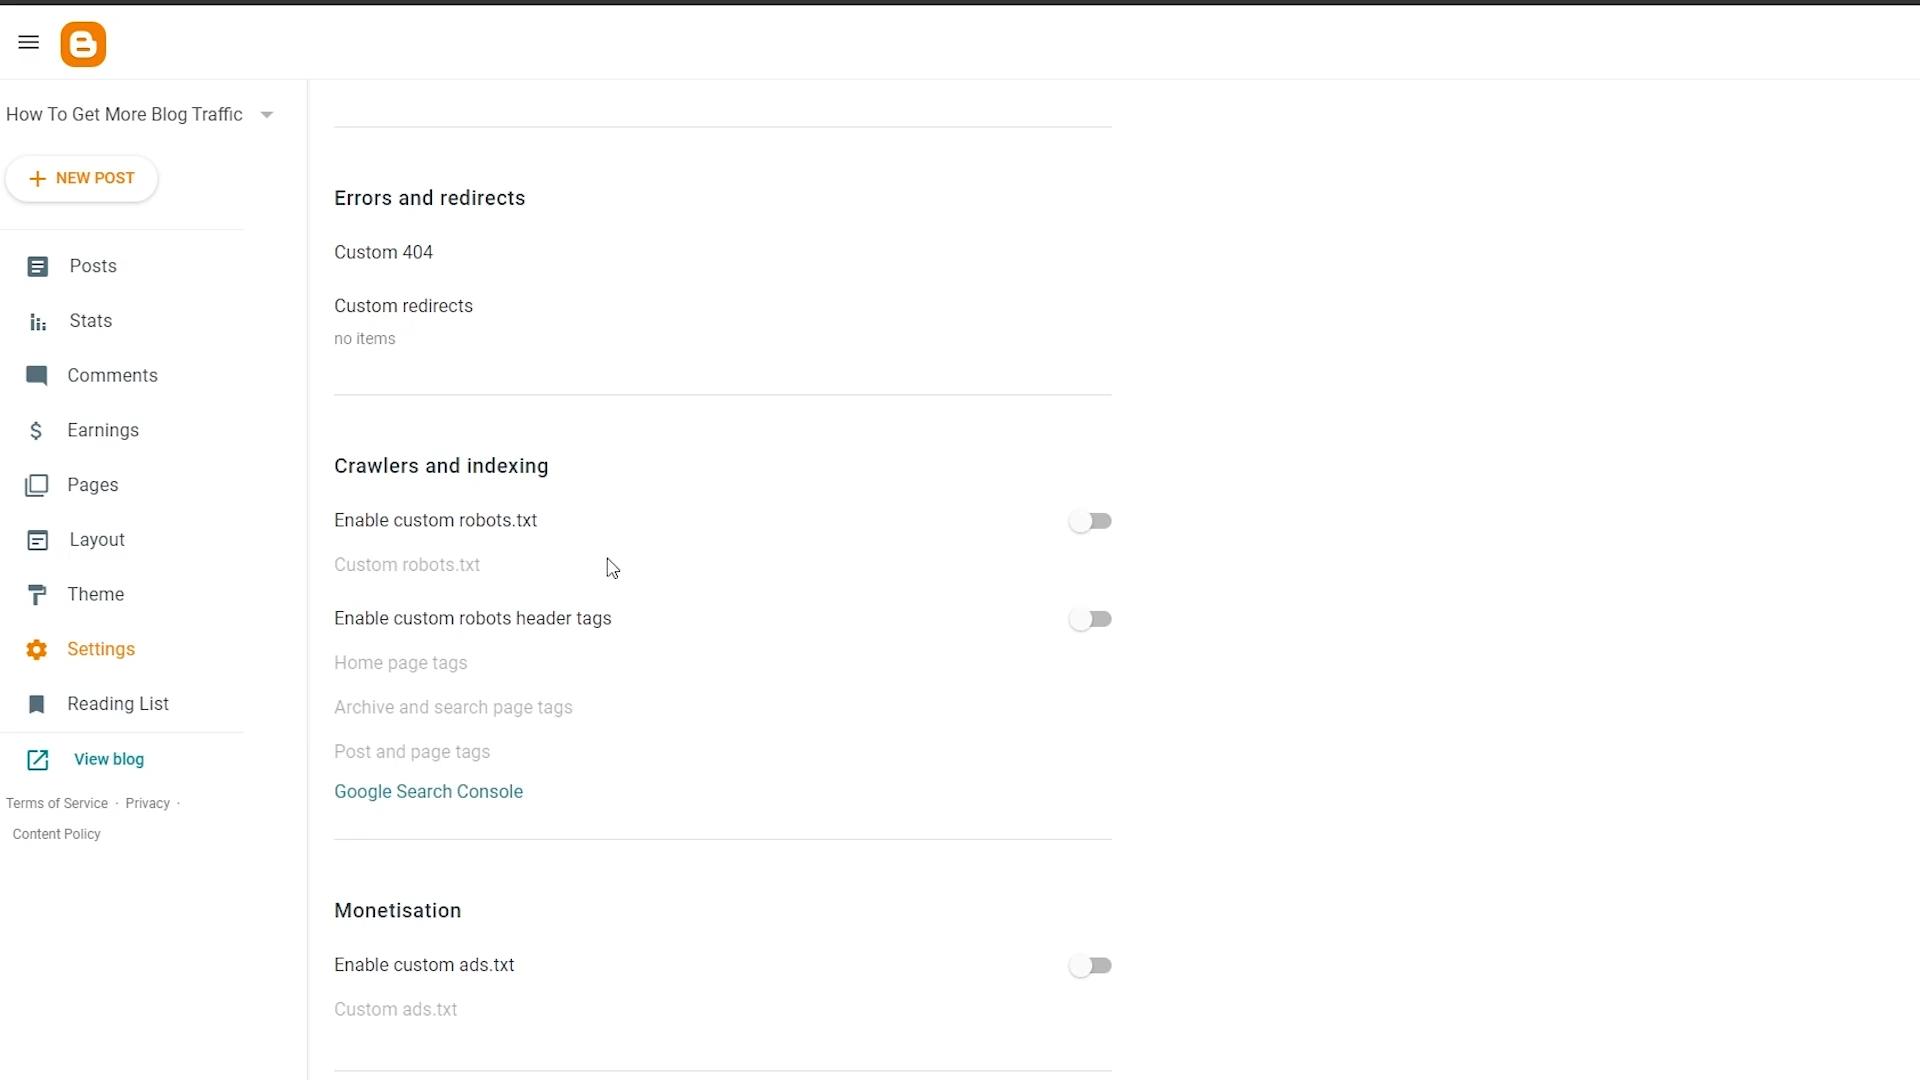 How To Get More Blog Traffic
NEW POST
Posts
Stats
Comments
Earnings
Pages
Layout
Theme
Settings
Reading List
View blog
Terms of Service · Privacy ·
Content Policy
Errors and redirects
Custom 404
Custom redirects
no items
Crawlers and indexing
Enable custom robots.txt
Custom robots.txt
Enable custom robots header tags
Home page tags
Archive and search page tags
Post and page tags
Google Search Console
Monetisation
Enable custom ads.txt
Custom ads.txt